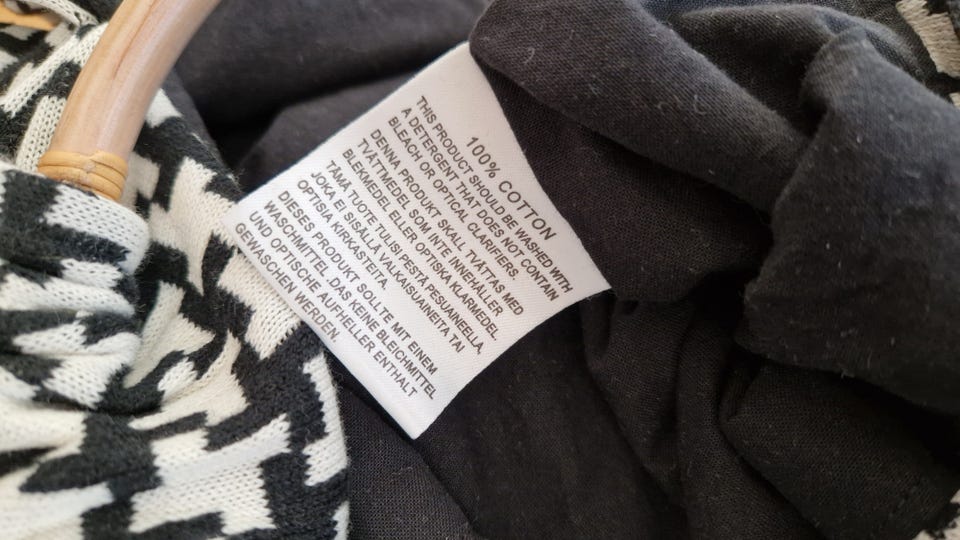 100% COTTON
THIS PRODUCT SHOULD BE WASHED WITH
A DETERGENT THAT DOES NOT CONTAIN
BLEACH OR OPTICAL CLARIFIERS.
DENNA PRODUKT SKALL TVÄTTAS MED
TVÄTTMEDEL SOM INTE INNEHÅLLER
BLEKMEDEL ELLER OPTISKA KLARMEDEL.
TÄMÄ TUOTE TULISI PESTÄ PESUAINEELLA,
JOKA EI SISÄLLÄ VALKAISUAINEITA TAI
OPTISIA KIRKASTEITA.
DIESES PRODUKT SOLLTE MIT EINEM
WASCHMITTEL .DAS KEINE BLEICHMITTEL
UND OPTISCHE AUFHELLER ENTHALT
GEWASCHEN WERDEN.